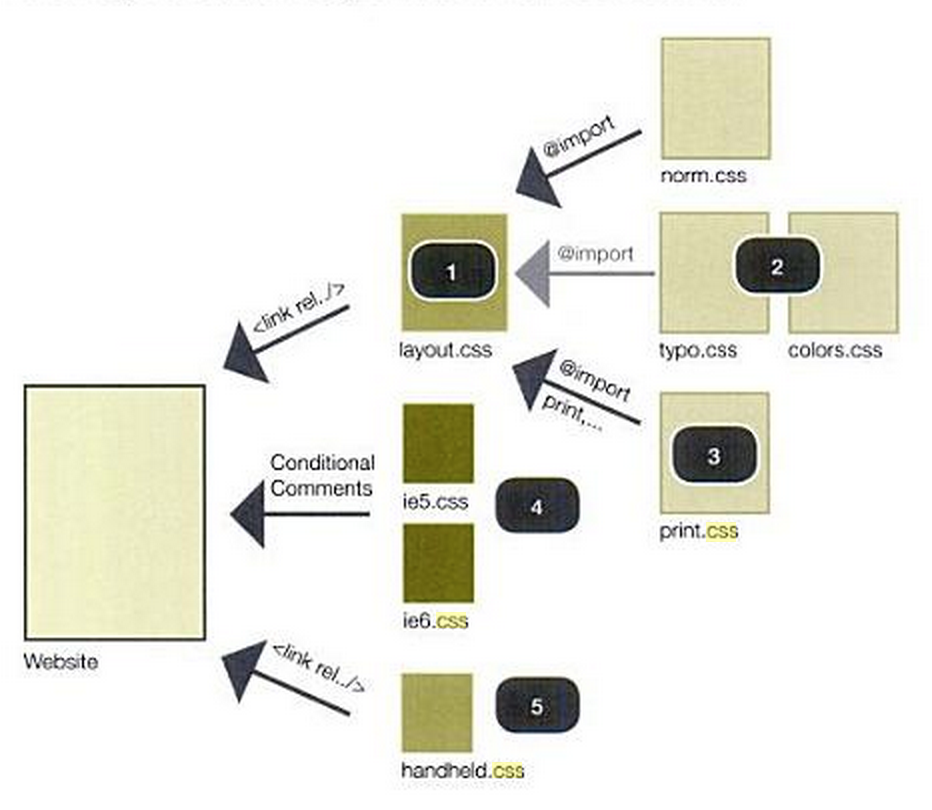 @import
norm.css
1
@import
2
<link rel../>
layout.css
typo.css
colors.css
@import
print,...
3
Conditional
Comments
ie5.css
4
print.css
ie6.css
Website
<link rel../>
5
handheld.css